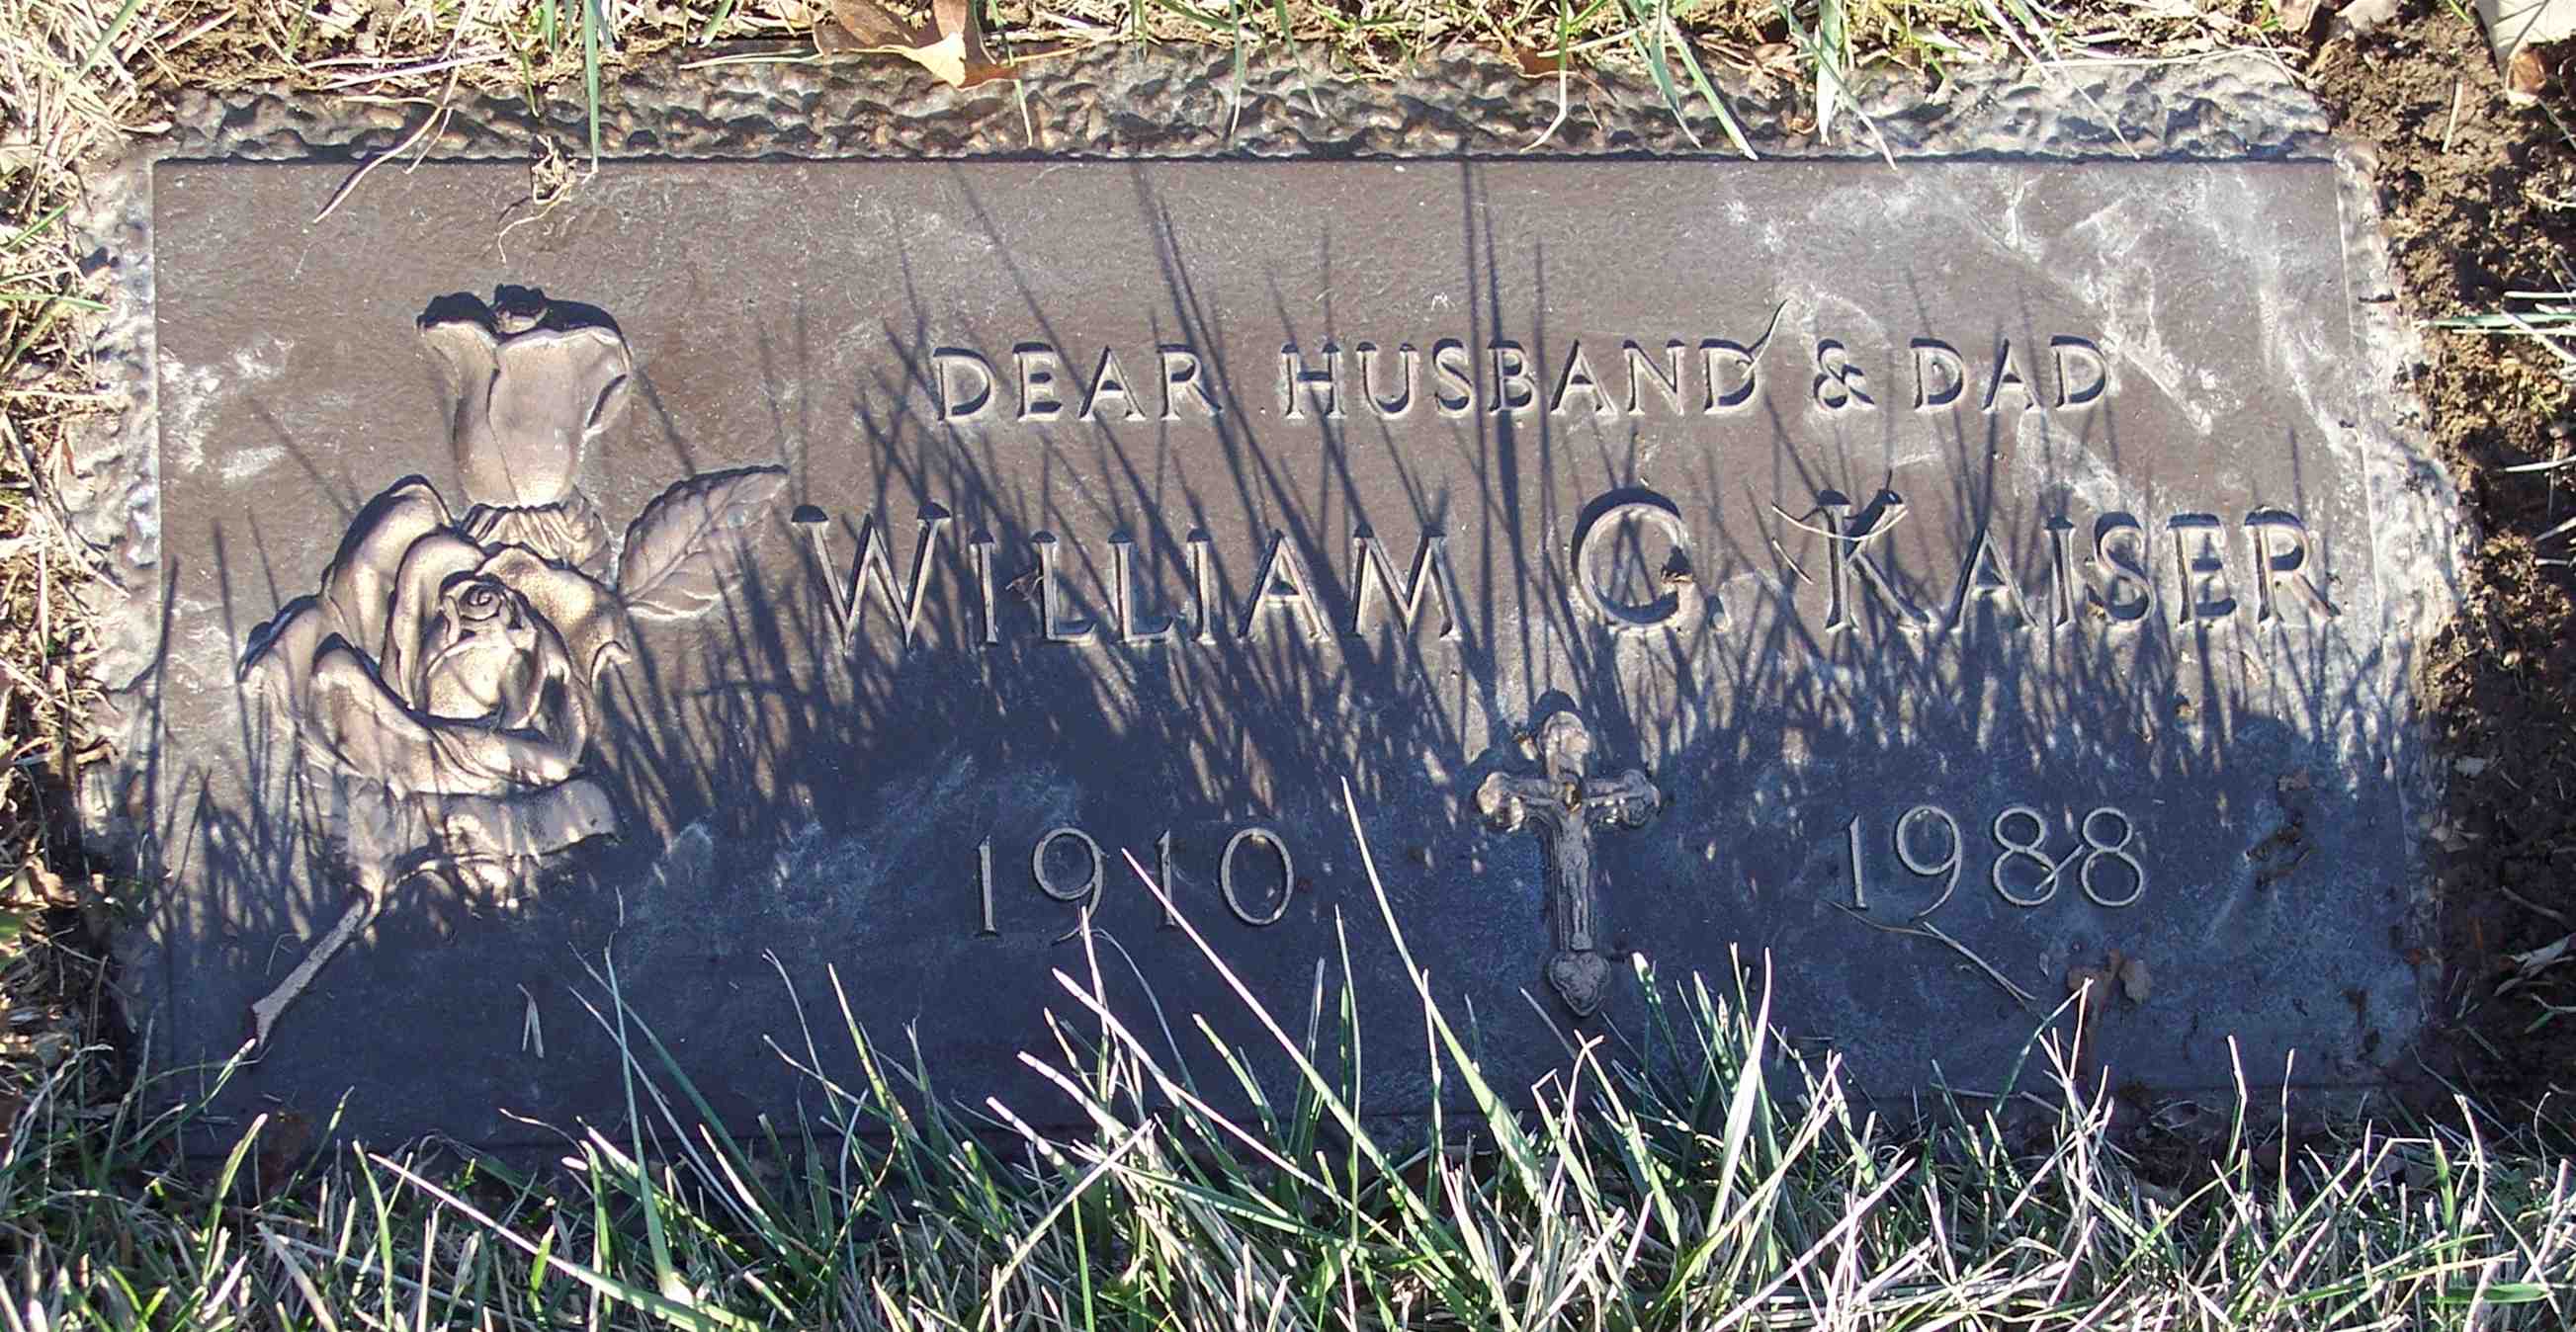 DEAR HUSBAND & DAD
WILLIAM G. KAISER
1910 1988